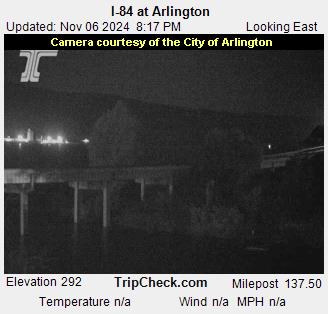 I-84 at Arlington
Updated: Nov 06 2024 8:17 PM Looking East
Camera courtesy of the City of Arlington
Elevation 292 TripCheck.com Milepost 137.50
Temperature n/a Wind n/a MPH n/a